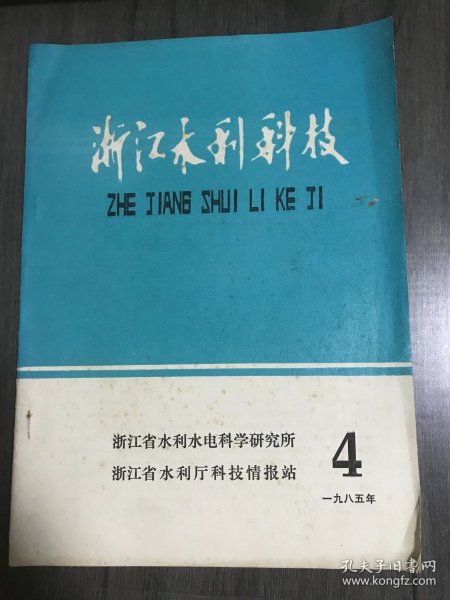 浙江水利科技
ZHE JIANG SHUI LI KE JI
浙江省水利水电科学研究所
浙江省水利厅科技情报站
4
一九八五年
孔夫子旧书网
www.kongfz.com